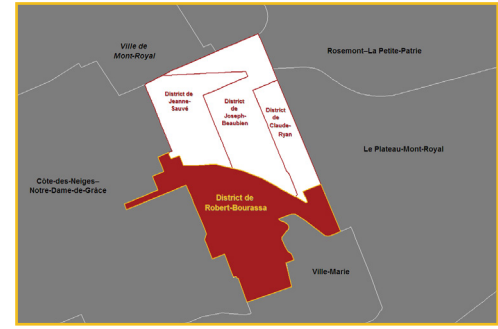 Ville de
Mont-Royal
Rosemont–La Petite-Patrie
District de
Jeanne-
Sauvé
District
de
Joseph-
Beaubien
District
de
Claude-
Ryan
Le Plateau-Mont-Royal
Côte-des-Neiges–
Notre-Dame-de-Grâce
District de
Robert-Bourassa
Ville-Marie